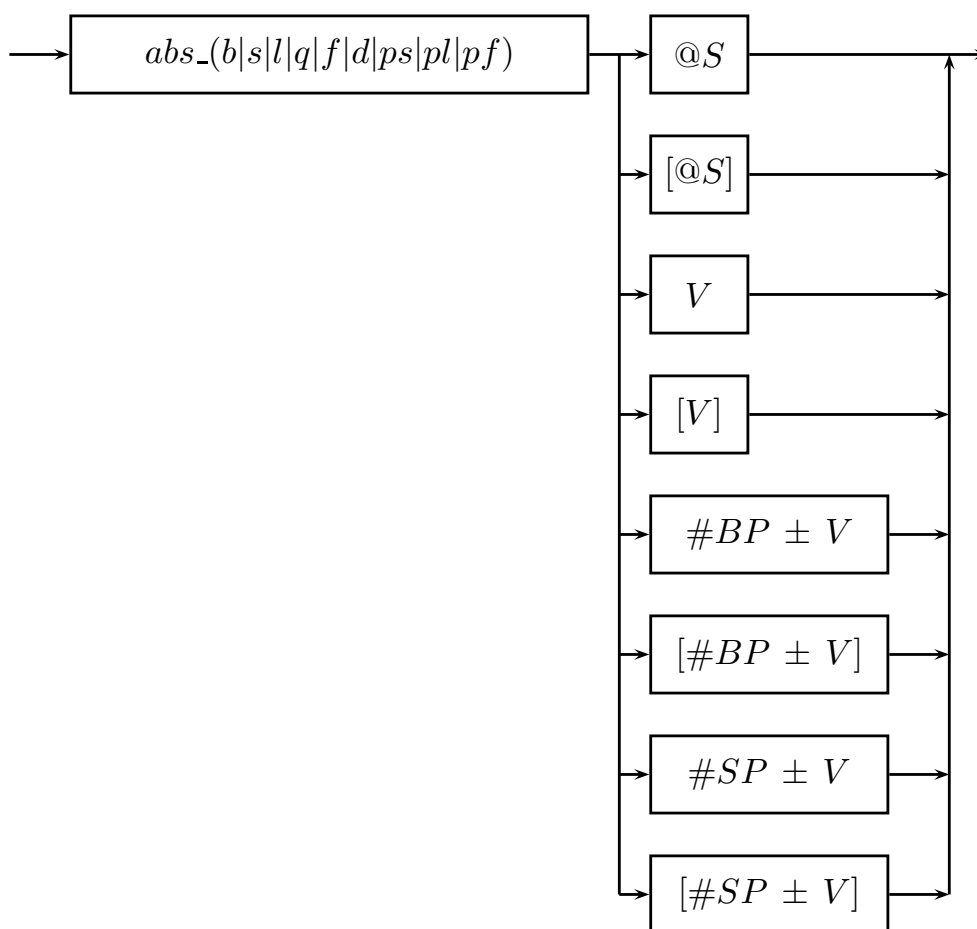 abs_(b|s|l|q|f|d|ps|pl|pf) @S
[@S]
V
[V]
#BP ± V
[#BP ± V]
#SP ± V
[#SP ± V]